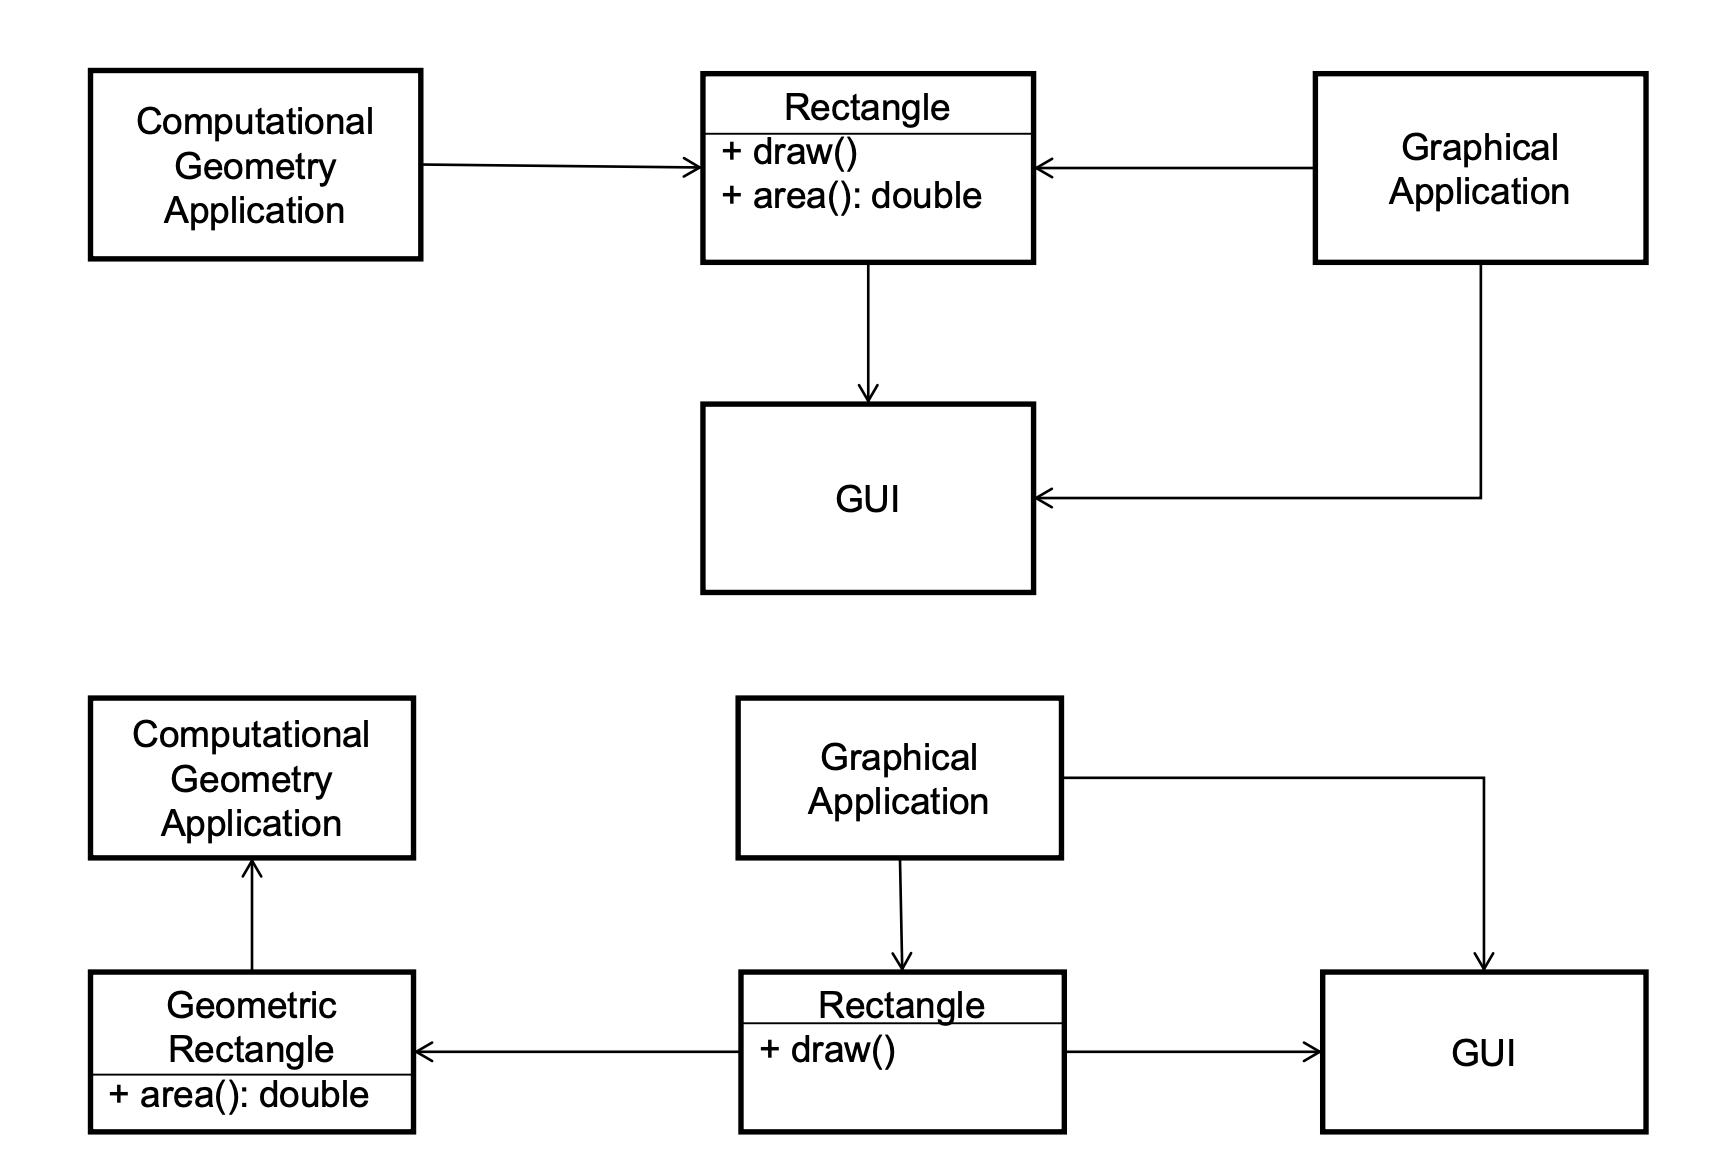 Computational
Geometry
Application
Rectangle
+ draw()
+ area(): double
Graphical
Application
GUI
Computational
Geometry
Application
Graphical
Application
Geometric
Rectangle
+ area(): double
Rectangle
+ draw()
GUI